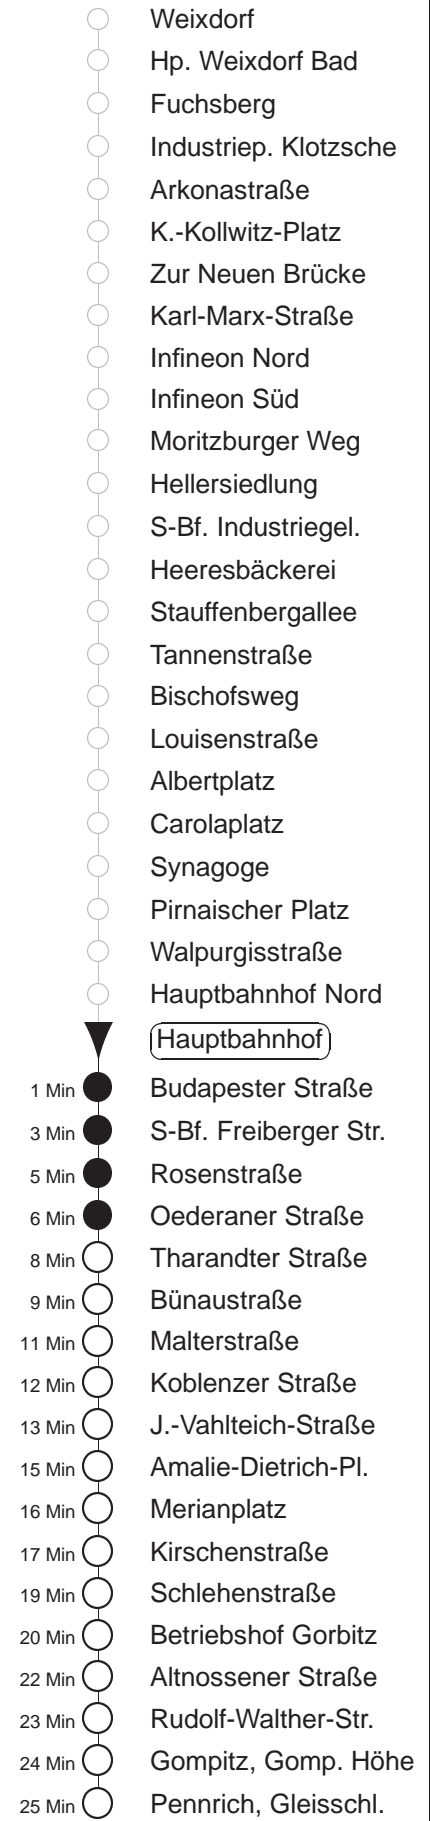 Weixdorf
Hp. Weixdorf Bad
Fuchsberg
Industriep. Klotzsche
Arkonastraße
K.-Kollwitz-Platz
Zur Neuen Brücke
Karl-Marx-Straße
Infineon Nord
Infineon Süd
Moritzburger Weg
Hellersiedlung
S-Bf. Industriegel.
Heeresbäckerei
Stauffenbergallee
Tannenstraße
Bischofsweg
Louisenstraße
Albertplatz
Carolaplatz
Synagoge
Pirnaischer Platz
Walpurgisstraße
Hauptbahnhof Nord
Hauptbahnhof
1 Min Budapester Straße
3 Min S-Bf. Freiberger Str.
5 Min Rosenstraße
6 Min Oederaner Straße
8 Min Tharandter Straße
9 Min Bünaustraße
11 Min Malterstraße
12 Min Koblenzer Straße
13 Min J.-Vahlteich-Straße
15 Min Amalie-Dietrich-Pl.
16 Min Merianplatz
17 Min Kirschenstraße
19 Min Schlehenstraße
20 Min Betriebshof Gorbitz
22 Min Altnossener Straße
23 Min Rudolf-Walther-Str.
24 Min Gompitz, Gomp. Höhe
25 Min Pennrich, Gleisschl.